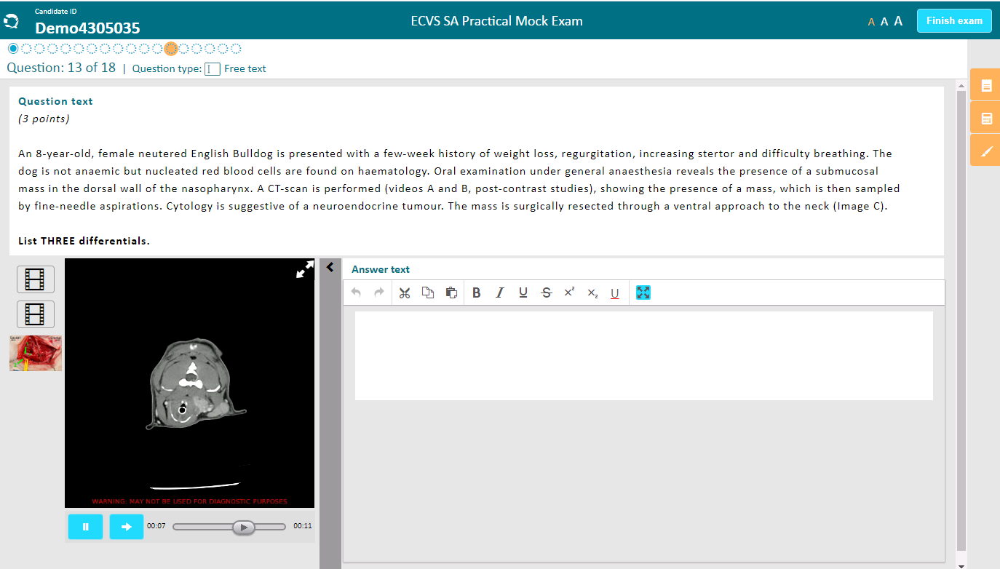 Candidate ID
Demo4305035
ECVS SA Practical Mock Exam
A A A
Finish exam
Question: 13 of 18 | Question type: Free text
Question text
(3 points)
An 8-year-old, female neutered English Bulldog is presented with a few-week history of weight loss, regurgitation, increasing stertor and difficulty breathing. The
dog is not anaemic but nucleated red blood cells are found on haematology. Oral examination under general anaesthesia reveals the presence of a submucosal
mass in the dorsal wall of the nasopharynx. A CT-scan is performed (videos A and B, post-contrast studies), showing the presence of a mass, which is then sampled
by fine-needle aspirations. Cytology is suggestive of a neuroendocrine tumour. The mass is surgically resected through a ventral approach to the neck (Image C).
List THREE differentials.
Answer text
B I U S x² x₂ U
WARNING: MAY NOT BE USED FOR DIAGNOSTIC PURPOSES
00:07
00:11